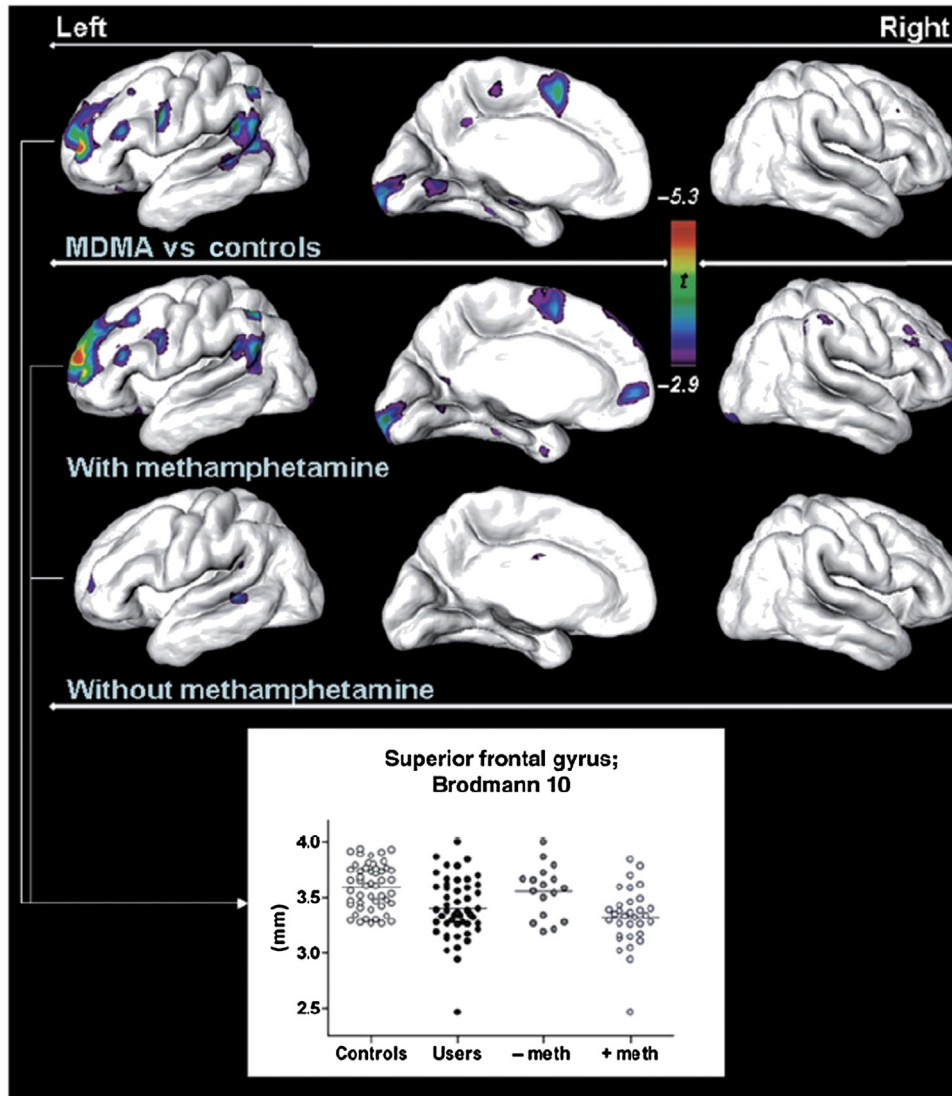 Left Right
MDMA vs controls
–5.3
t
–2.9
With methamphetamine
Without methamphetamine
Superior frontal gyrus;
Brodmann 10
4.0
3.5
3.0
2.5
(mm)
Controls Users – meth + meth